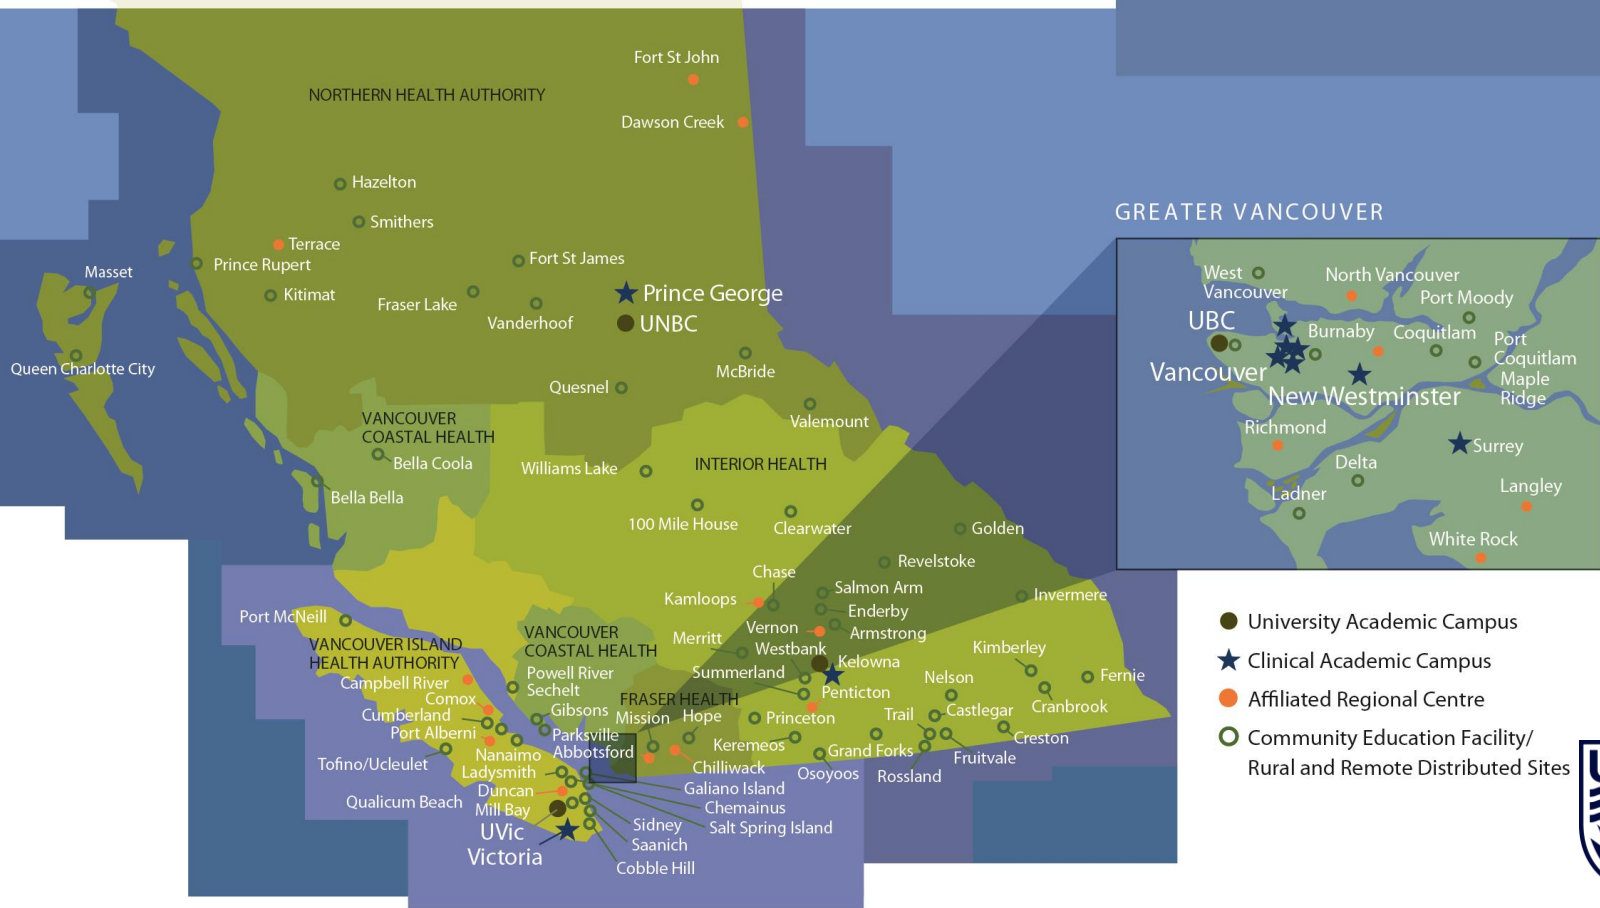 Fort St John
NORTHERN HEALTH AUTHORITY
Dawson Creek
Hazelton
Smithers
Terrace
Prince Rupert
Fort St James
Masset
Kitimat
Fraser Lake
Prince George
Vanderhoof
UNBC
Queen Charlotte City
McBride
Quesnel
VANCOUVER
COASTAL HEALTH
Valemount
Bella Coola
Williams Lake
INTERIOR HEALTH
Bella Bella
100 Mile House
Clearwater
Golden
Revelstoke
Chase
Salmon Arm
Kamloops
Enderby
Invermere
Port McNeill
Vernon
Armstrong
VANCOUVER ISLAND
HEALTH AUTHORITY
VANCOUVER
COASTAL HEALTH
Merritt
Westbank
Kelowna
Kimberley
Campbell River
Powell River
Sechelt
Summerland
Penticton
Nelson
Fernie
Comox
FRASER HEALTH
Cumberland
Gibsons
Mission
Hope
Princeton
Trail
Castlegar
Cranbrook
Port Alberni
Parksville
Abbotsford
Keremeos
Grand Forks
Creston
Tofino/Ucleulet
Nanaimo
Ladysmith
Chilliwack
Osoyoos
Rossland
Fruitvale
Duncan
Galiano Island
Qualicum Beach
Mill Bay
Chemainus
UVic
Sidney
Salt Spring Island
Victoria
Saanich
Cobble Hill
GREATER VANCOUVER
West
Vancouver
North Vancouver
Port Moody
UBC
Burnaby
Coquitlam
Port
Coquitlam
Vancouver
Maple
Ridge
New Westminster
Richmond
Surrey
Delta
Ladner
Langley
White Rock
University Academic Campus
Clinical Academic Campus
Affiliated Regional Centre
Community Education Facility/
Rural and Remote Distributed Sites